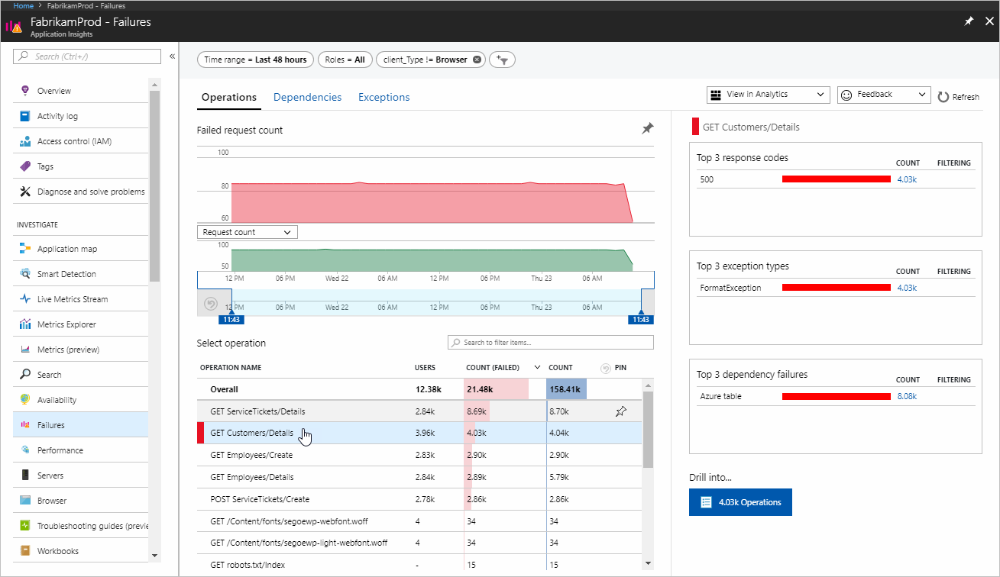 Home > FabrikamProd - Failures
FabrikamProd - Failures
Application Insights
Search (Ctrl+/)
«
Overview
Activity log
Access control (IAM)
Tags
Diagnose and solve problems
INVESTIGATE
Application map
Smart Detection
Live Metrics Stream
Metrics Explorer
Metrics (preview)
Search
Availability
Failures
Performance
Servers
Browser
Troubleshooting guides (previe
Workbooks
Time range = Last 48 hours
Roles = All
client_Type != Browser
Operations
Dependencies
Exceptions
View in Analytics
Feedback
Refresh
Failed request count
100
80
60
Request count
100
50
12 PM 06 PM Wed 22 06 AM 12 PM 06 PM Thu 23 06 AM
12 PM 06 PM Wed 22 06 AM 12 PM 06 PM Thu 23 06 AM
11:43 11:43
Select operation
Search to filter items...
OPERATION NAME USERS COUNT (FAILED) COUNT PIN
Overall 12.38k 21.48k 158.41k
GET ServiceTickets/Details 2.84k 8.69k 8.70k
GET Customers/Details 3.96k 4.03k 4.04k
GET Employees/Create 2.83k 2.90k 2.90k
GET Employees/Details 2.84k 2.89k 5.79k
POST ServiceTickets/Create 2.78k 2.86k 2.86k
GET /Content/fonts/segoewp-webfont.woff 4 34 34
GET /Content/fonts/segoewp-light-webfont.woff 4 34 34
GET robots.txt/Index - 15 15
GET Customers/Details
Top 3 response codes
COUNT FILTERING
500 4.03k
Top 3 exception types
COUNT FILTERING
FormatException 4.03k
Top 3 dependency failures
COUNT FILTERING
Azure table 8.08k
Drill into...
4.03k Operations